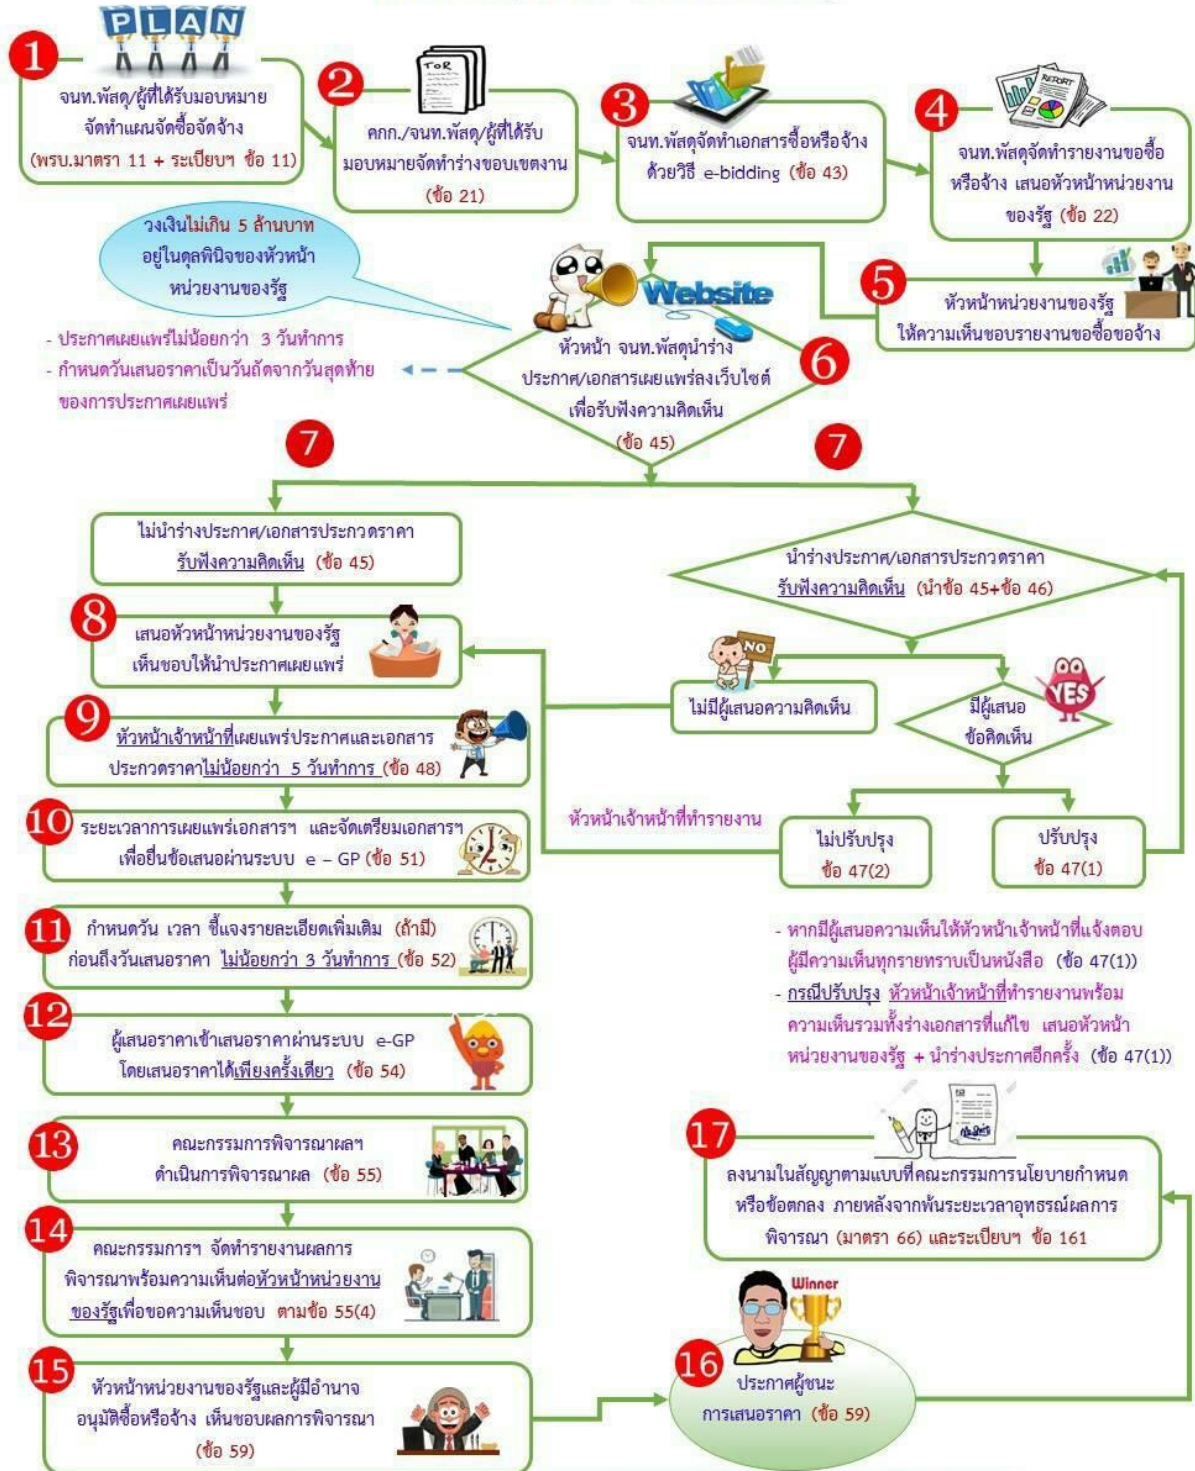 PLAN
1
จนท.พัสดุ/ผู้ที่ได้รับมอบหมาย
จัดทำแผนจัดซื้อจัดจ้าง
(พรบ.มาตรา 11 + ระเบียบฯ ข้อ 11)
2
TOR
คกก./จนท.พัสดุ/ผู้ที่ได้รับ
มอบหมายจัดทำร่างขอบเขตงาน
(ข้อ 21)
3
จนท.พัสดุจัดทำเอกสารซื้อหรือจ้าง
ด้วยวิธี e-bidding (ข้อ 43)
4
REPORT
จนท.พัสดุจัดทำรายงานขอซื้อ
หรือจ้าง เสนอหัวหน้าหน่วยงาน
ของรัฐ (ข้อ 22)
5
หัวหน้าหน่วยงานของรัฐ
ให้ความเห็นชอบรายงานขอซื้อขอจ้าง
วงเงินไม่เกิน 5 ล้านบาท
อยู่ในดุลพินิจของหัวหน้า
หน่วยงานของรัฐ
Website
6
หัวหน้า จนท.พัสดุนำร่าง
ประกาศ/เอกสารเผยแพร่ลงเว็บไซต์
เพื่อรับฟังความคิดเห็น
(ข้อ 45)
- ประกาศเผยแพร่ไม่น้อยกว่า 3 วันทำการ
- กำหนดวันเสนอราคาเป็นวันถัดจากวันสุดท้าย
ของการประกาศเผยแพร่
7
7
ไม่นำร่างประกาศ/เอกสารประกวดราคา
รับฟังความคิดเห็น (ข้อ 45)
นำร่างประกาศ/เอกสารประกวดราคา
รับฟังความคิดเห็น (นำข้อ 45+ข้อ 46)
8
เสนอหัวหน้าหน่วยงานของรัฐ
เห็นชอบให้นำประกาศเผยแพร่
NO
ไม่มีผู้เสนอความคิดเห็น
YES
มีผู้เสนอ
ข้อคิดเห็น
9
หัวหน้าเจ้าหน้าที่เผยแพร่ประกาศและเอกสาร
ประกวดราคาไม่น้อยกว่า 5 วันทำการ (ข้อ 48)
หัวหน้าเจ้าหน้าที่ทำรายงาน
ไม่ปรับปรุง
ข้อ 47(2)
ปรับปรุง
ข้อ 47(1)
10
ระยะเวลาการเผยแพร่เอกสารฯ และจัดเตรียมเอกสารฯ
เพื่อยื่นข้อเสนอผ่านระบบ e – GP (ข้อ 51)
11
กำหนดวัน เวลา ชี้แจงรายละเอียดเพิ่มเติม (ถ้ามี)
ก่อนถึงวันเสนอราคา ไม่น้อยกว่า 3 วันทำการ (ข้อ 52)
- หากมีผู้เสนอความเห็นให้หัวหน้าเจ้าหน้าที่แจ้งตอบ
ผู้มีความเห็นทุกรายทราบเป็นหนังสือ (ข้อ 47(1))
- กรณีปรับปรุง หัวหน้าเจ้าหน้าที่ทำรายงานพร้อม
ความเห็นรวมทั้งร่างเอกสารที่แก้ไข เสนอหัวหน้า
หน่วยงานของรัฐ + นำร่างประกาศอีกครั้ง (ข้อ 47(1))
12
ผู้เสนอราคาเข้าเสนอราคาผ่านระบบ e-GP
โดยเสนอราคาได้เพียงครั้งเดียว (ข้อ 54)
13
คณะกรรมการพิจารณาผลฯ
ดำเนินการพิจารณาผล (ข้อ 55)
14
คณะกรรมการฯ จัดทำรายงานผลการ
พิจารณาพร้อมความเห็นต่อหัวหน้าหน่วยงาน
ของรัฐเพื่อขอความเห็นชอบ ตามข้อ 55(4)
15
หัวหน้าหน่วยงานของรัฐและผู้มีอำนาจ
อนุมัติซื้อหรือจ้าง เห็นชอบผลการพิจารณา
(ข้อ 59)
Winner
16
ประกาศผู้ชนะ
การเสนอราคา (ข้อ 59)
17
ลงนามในสัญญาตามแบบที่คณะกรรมการนโยบายกำหนด
หรือข้อตกลง ภายหลังจากพ้นระยะเวลาอุทธรณ์ผลการ
พิจารณา (มาตรา 66) และระเบียบฯ ข้อ 161